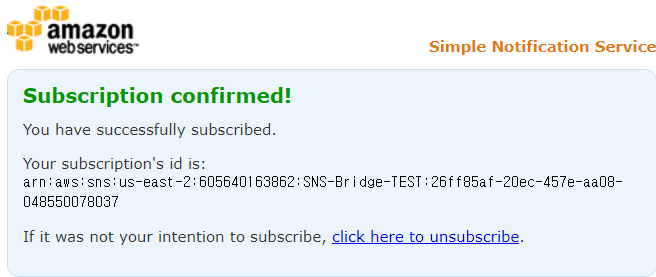 amazon
webservices™
Simple Notification Service
Subscription confirmed!
You have successfully subscribed.
Your subscription's id is:
arn:aws:sns:us-east-2:605640163862:SNS-Bridge-TEST:26ff85af-20ec-457e-aa08-
048550078037
If it was not your intention to subscribe, click here to unsubscribe.